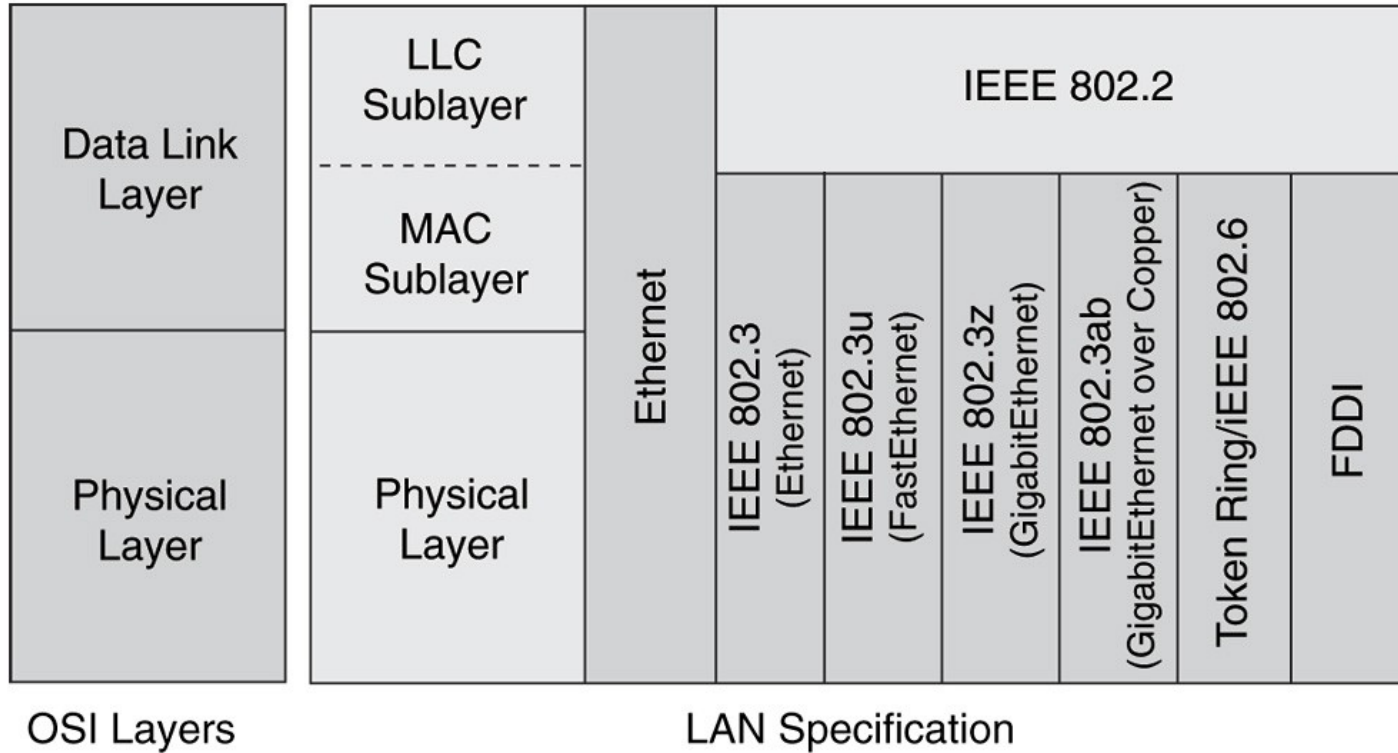 Data Link
Layer
Physical
Layer
OSI Layers
LLC
Sublayer
MAC
Sublayer
Physical
Layer
Ethernet
IEEE 802.2
IEEE 802.3
(Ethernet)
IEEE 802.3u
(FastEthernet)
IEEE 802.3z
(GigabitEthernet)
IEEE 802.3ab
(GigabitEthernet over Copper)
Token Ring/iEEE 802.6
FDDI
LAN Specification